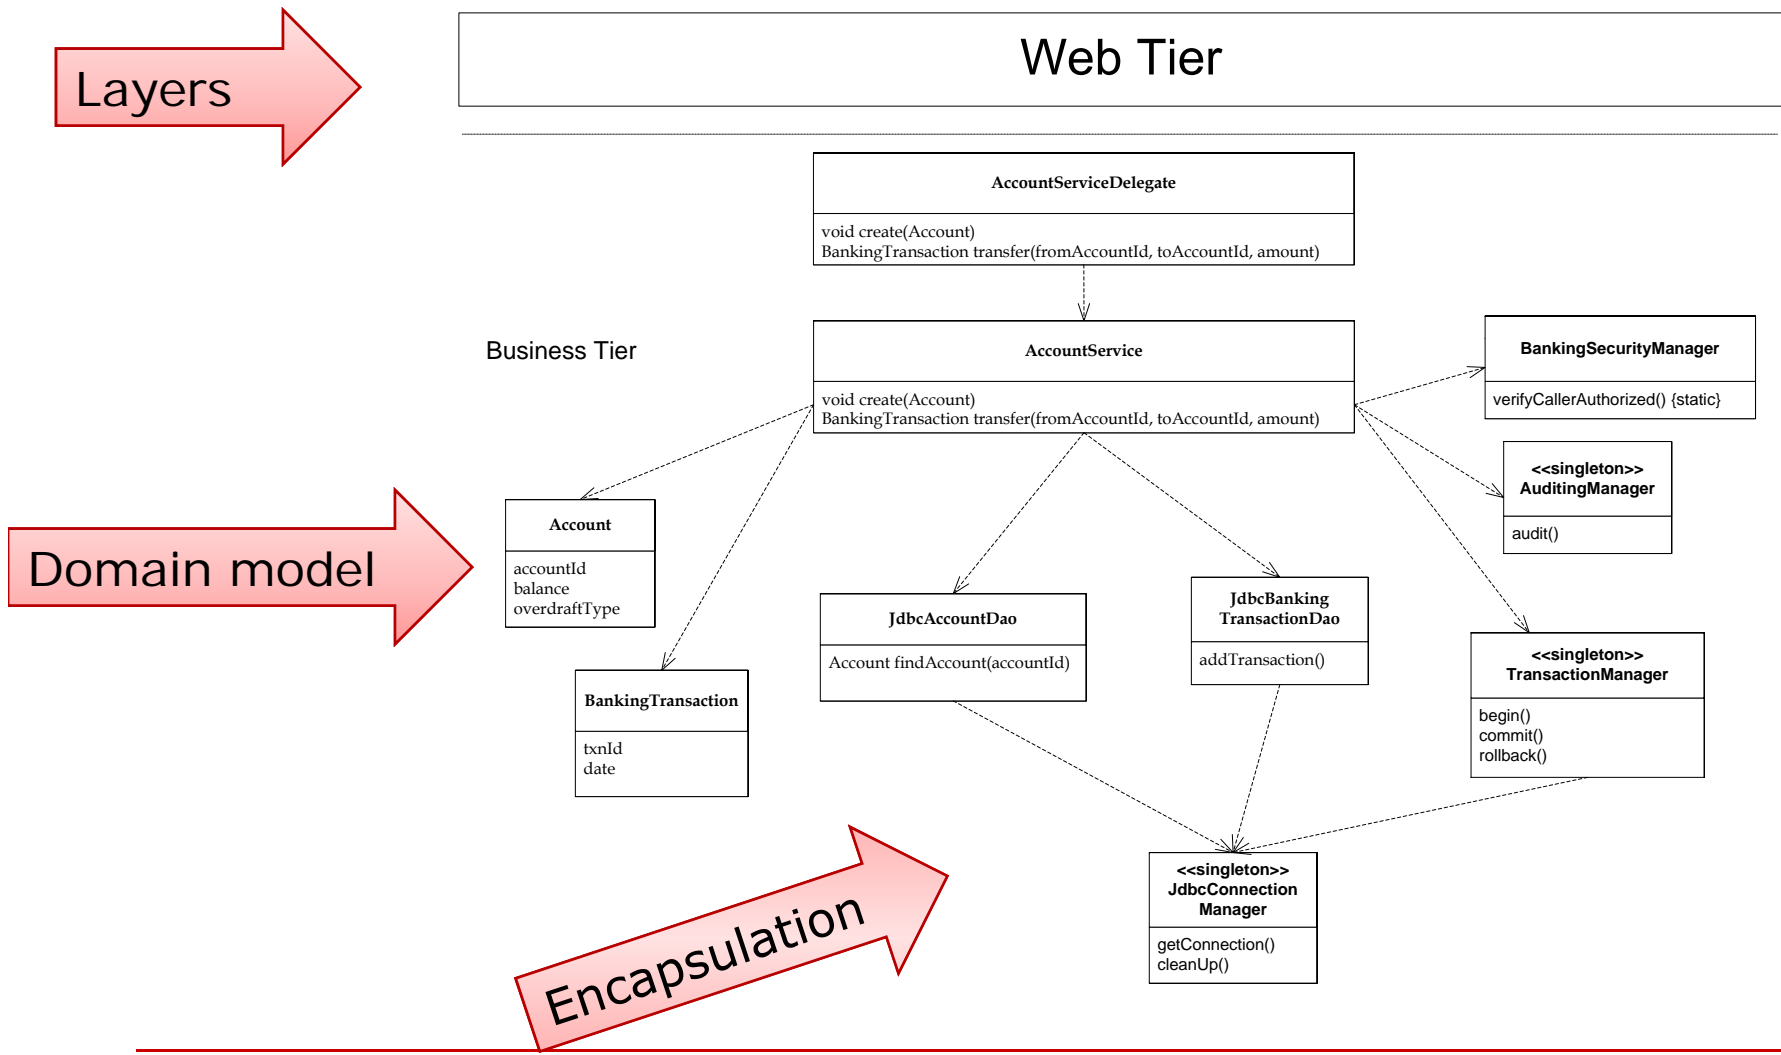 Layers
Web Tier
AccountServiceDelegate
void create(Account)
BankingTransaction transfer(fromAccountId, toAccountId, amount)
Business Tier
AccountService
void create(Account)
BankingTransaction transfer(fromAccountId, toAccountId, amount)
BankingSecurityManager
verifyCallerAuthorized() {static}
<<singleton>>
AuditingManager
audit()
Domain model
Account
accountId
balance
overdraftType
BankingTransaction
txnId
date
JdbcAccountDao
Account findAccount(accountId)
JdbcBanking
TransactionDao
addTransaction()
<<singleton>>
TransactionManager
begin()
commit()
rollback()
Encapsulation
<<singleton>>
JdbcConnection
Manager
getConnection()
cleanUp()